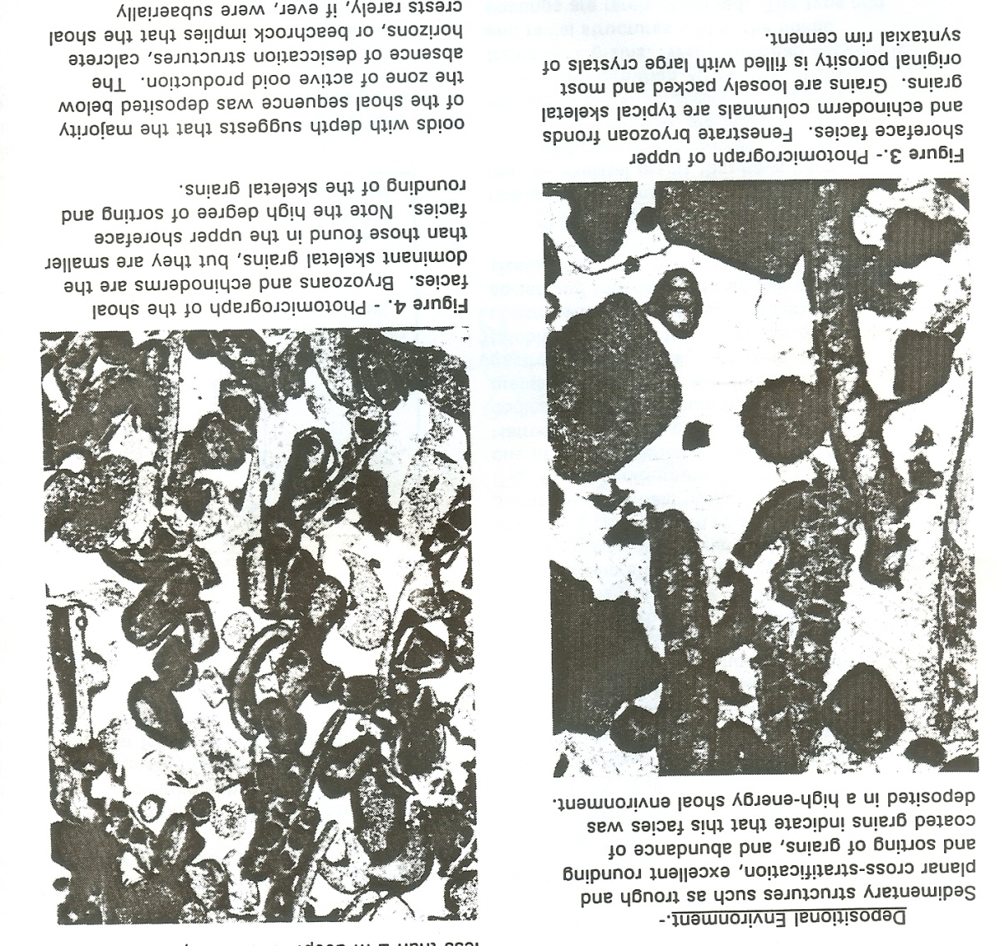 Depositional Environment.-
Sedimentary structures such as trough and
planar cross-stratification, excellent rounding
and sorting of grains, and abundance of
coated grains indicate that this facies was
deposited in a high-energy shoal environment.
Figure 3.- Photomicrograph of upper
shoreface facies. Fenestrate bryozoan fronds
and echinoderm columnals are typical skeletal
grains. Grains are loosely packed and most
original porosity is filled with large crystals of
syntaxial rim cement.
less than 2 m deep
Figure 4. - Photomicrograph of the shoal
facies. Bryozoans and echinoderms are the
dominant skeletal grains, but they are smaller
than those found in the upper shoreface
facies. Note the high degree of sorting and
rounding of the skeletal grains.
ooids with depth suggests that the majority
of the shoal sequence was deposited below
the zone of active ooid production. The
absence of desiccation structures, calcrete
horizons, or beachrock implies that the shoal
crests rarely, if ever, were subaerially